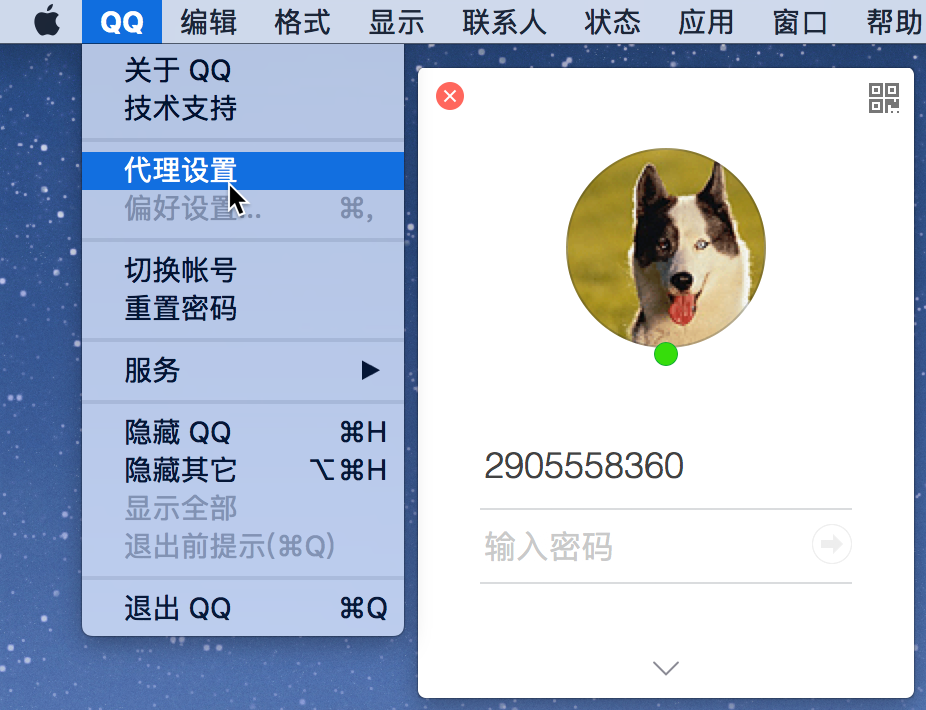 QQ 编辑 格式 显示 联系人 状态 应用 窗口 帮助
关于 QQ
技术支持
代理设置
偏好设置... ⌘,
切换帐号
重置密码
服务 ▶
隐藏 QQ ⌘H
隐藏其它 ⌥⌘H
显示全部
退出前提示(⌘Q)
退出 QQ ⌘Q
2905558360
输入密码